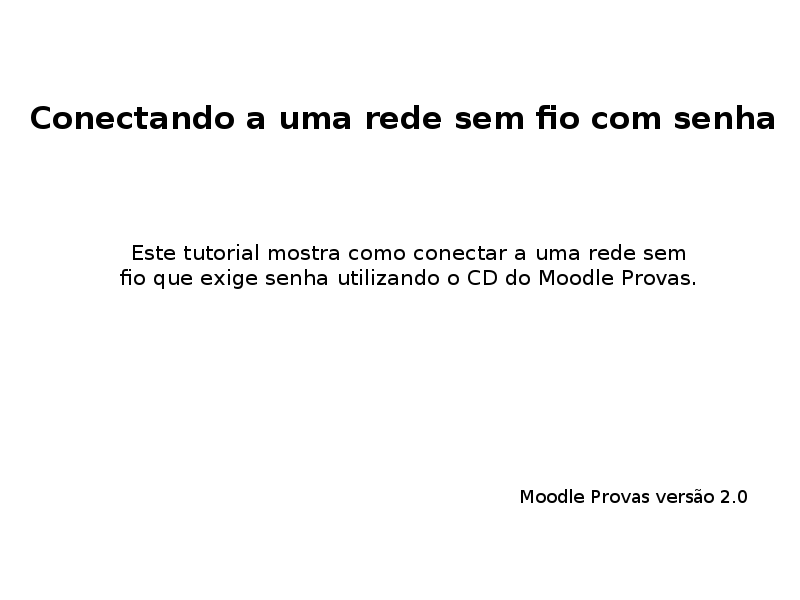 Conectando a uma rede sem fio com senha
Este tutorial mostra como conectar a uma rede sem
fio que exige senha utilizando o CD do Moodle Provas.
Moodle Provas versão 2.0